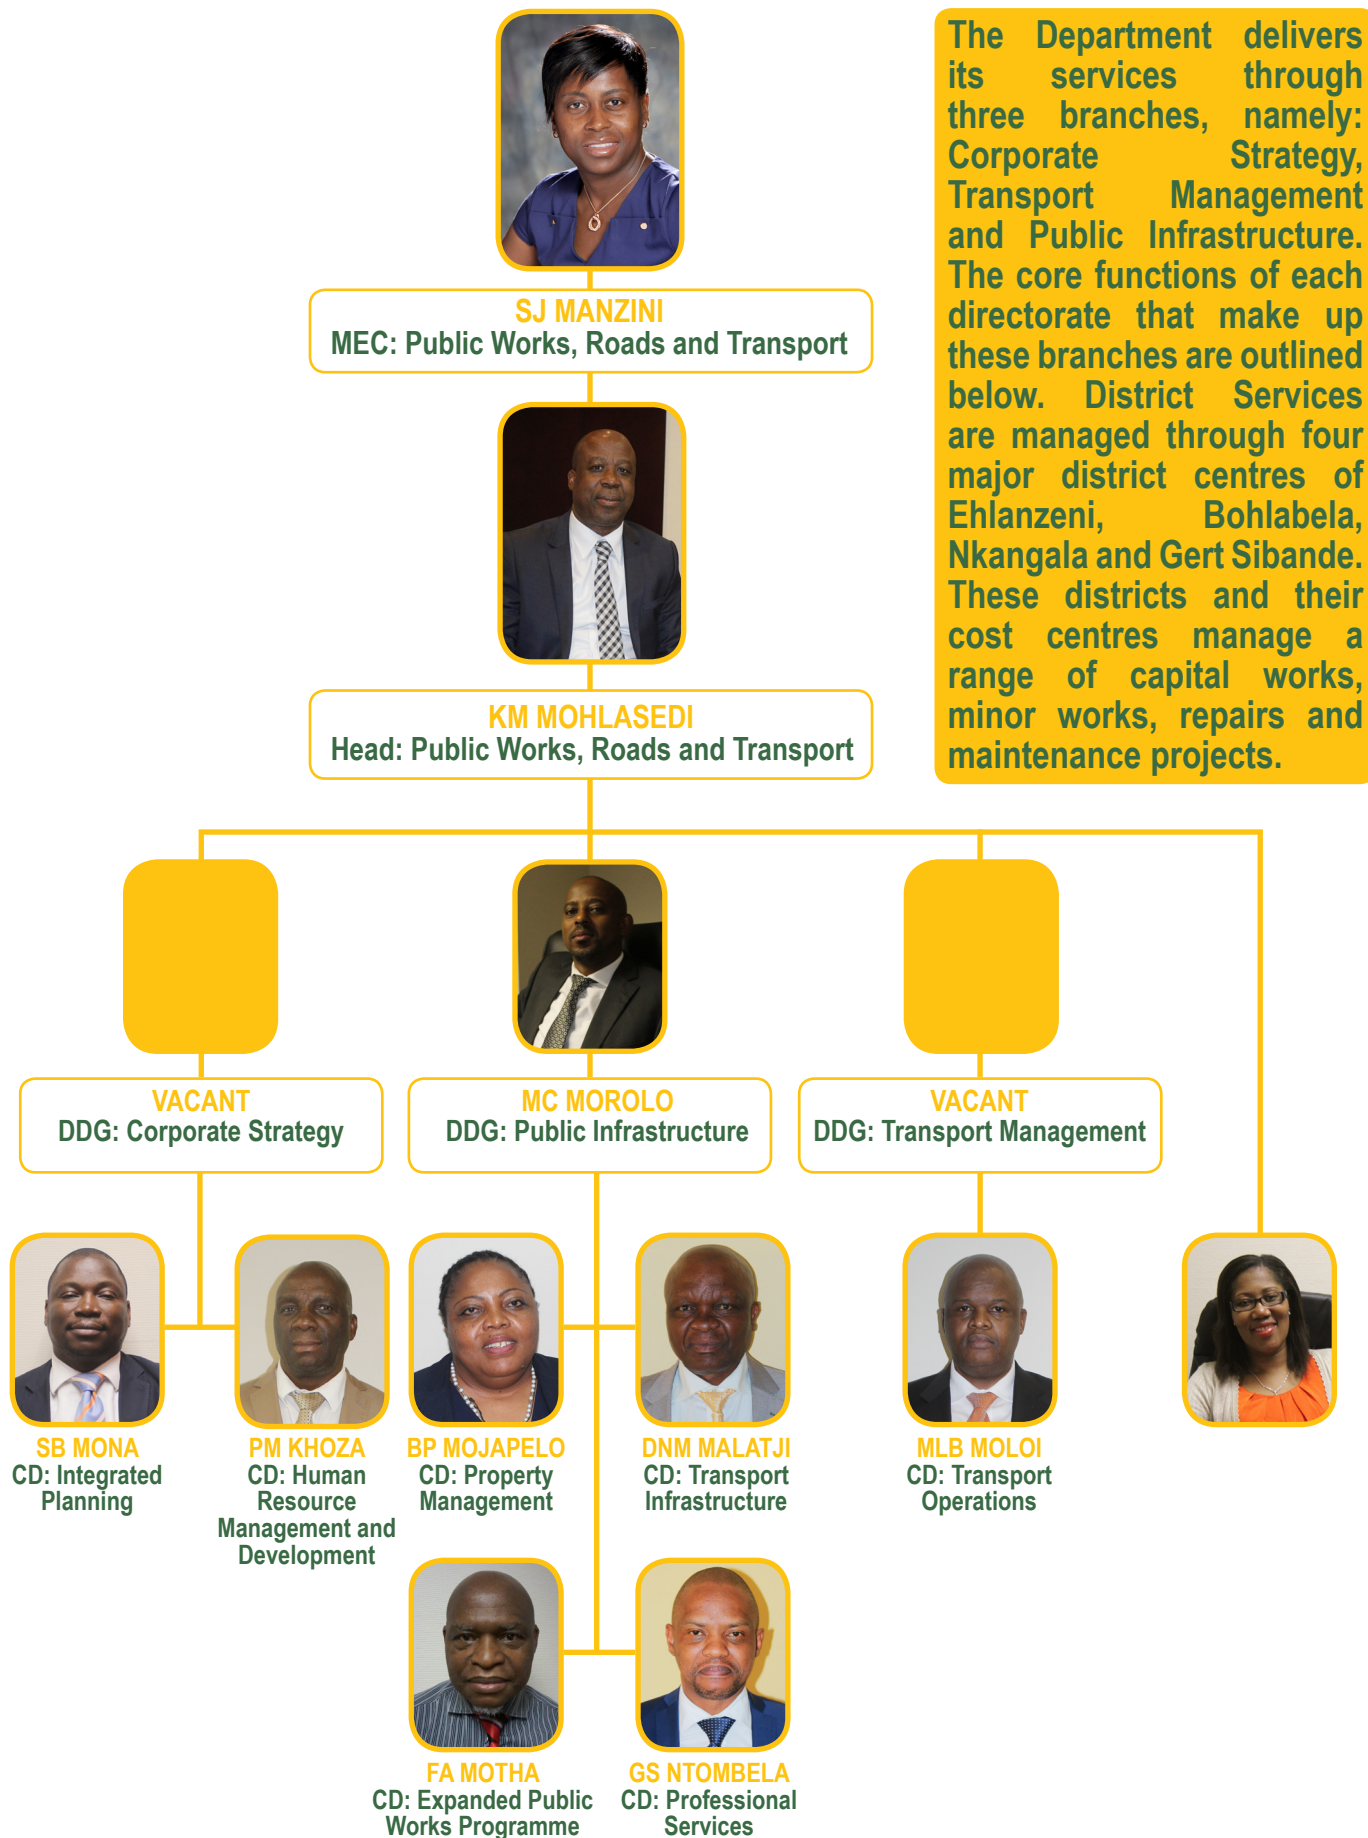 The Department delivers
its services through
three branches, namely:
Corporate Strategy,
Transport Management
and Public Infrastructure.
The core functions of each
directorate that make up
these branches are outlined
below. District Services
are managed through four
major district centres of
Ehlanzeni, Bohlabela,
Nkangala and Gert Sibande.
These districts and their
cost centres manage a
range of capital works,
minor works, repairs and
maintenance projects.
SJ MANZINI
MEC: Public Works, Roads and Transport
KM MOHLASEDI
Head: Public Works, Roads and Transport
VACANT
DDG: Corporate Strategy
MC MOROLO
DDG: Public Infrastructure
VACANT
DDG: Transport Management
SB MONA
CD: Integrated
Planning
PM KHOZA
CD: Human
Resource
Management and
Development
BP MOJAPELO
CD: Property
Management
DNM MALATJI
CD: Transport
Infrastructure
MLB MOLOI
CD: Transport
Operations
FA MOTHA
CD: Expanded Public
Works Programme
GS NTOMBELA
CD: Professional
Services